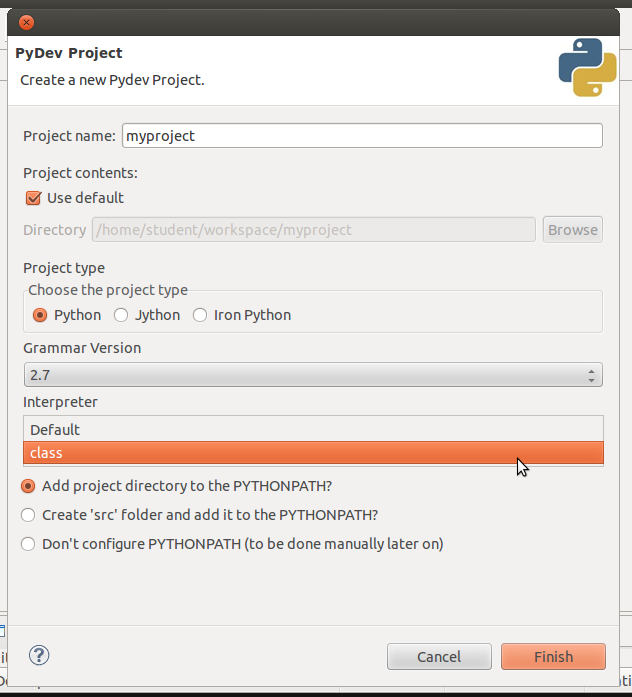 PyDev Project
Create a new Pydev Project.
Project name: myproject
Project contents:
Use default
Directory /home/student/workspace/myproject Browse
Project type
Choose the project type
Python Jython Iron Python
Grammar Version
2.7
Interpreter
Default
class
Add project directory to the PYTHONPATH?
Create 'src' folder and add it to the PYTHONPATH?
Don't configure PYTHONPATH (to be done manually later on)
? Cancel Finish